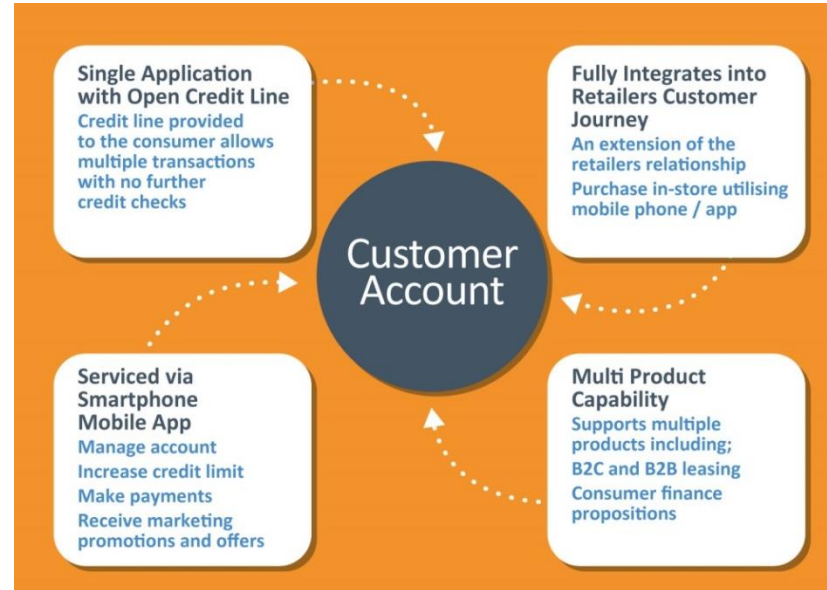 Single Application
with Open Credit Line
Credit line provided
to the consumer allows
multiple transactions
with no further
credit checks
Fully Integrates into
Retailers Customer
Journey
An extension of the
retailers relationship
Purchase in-store utilising
mobile phone / app
Customer
Account
Serviced via
Smartphone
Mobile App
Manage account
Increase credit limit
Make payments
Receive marketing
promotions and offers
Multi Product
Capability
Supports multiple
products including;
B2C and B2B leasing
Consumer finance
propositions